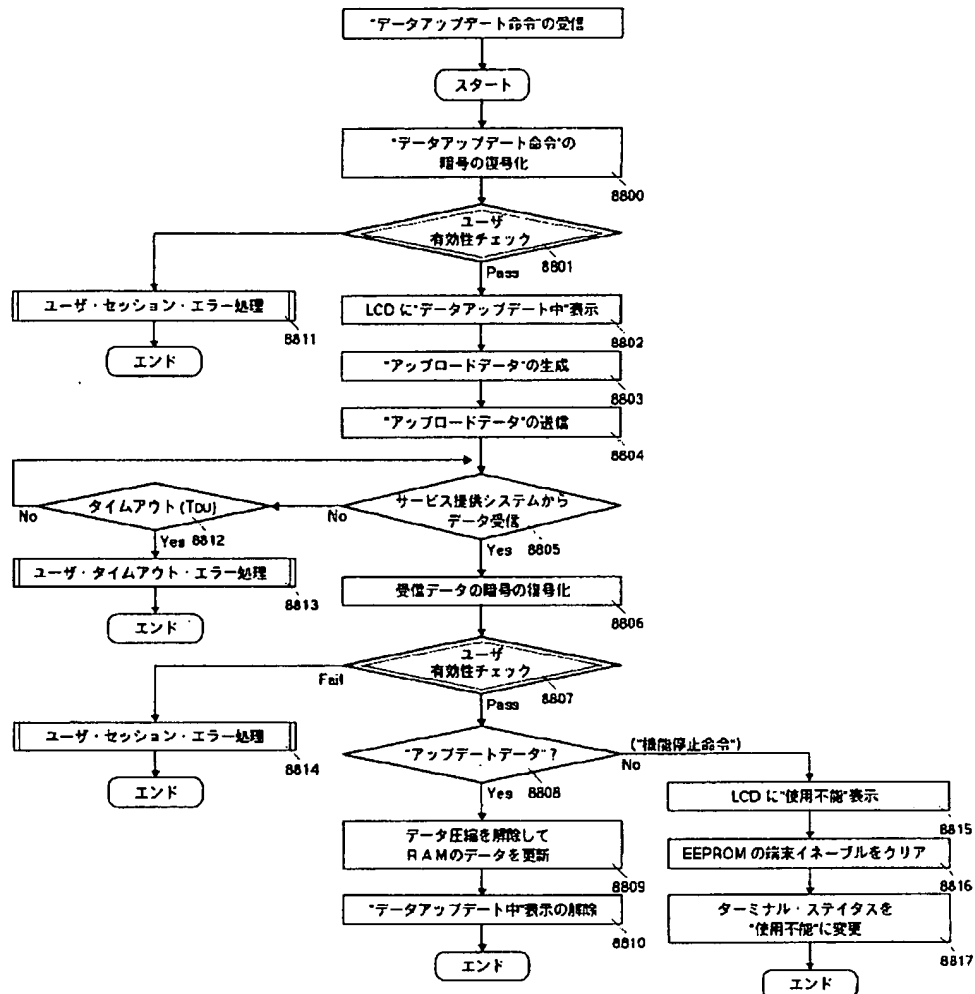 "データアップデート命令"の受信
スタート
"データアップデート命令"の
暗号の復号化
8800
ユーザ
有効性チェック
8801
Pass
ユーザ・セッション・エラー処理
8811
エンド
LCDに"データアップデート中"表示
8802
"アップロードデータ"の生成
8803
"アップロードデータ"の送信
8804
サービス提供システムから
データ受信
8805
No
Yes
タイムアウト(TDU)
8812
No
Yes
ユーザ・タイムアウト・エラー処理
8813
エンド
受信データの暗号の復号化
8806
ユーザ
有効性チェック
8807
Fail
Pass
ユーザ・セッション・エラー処理
8814
エンド
"アップデートデータ"?
8808
Yes
("機能停止命令")
No
データ圧縮を解除して
RAMのデータを更新
8809
"データアップデート中"表示の解除
8810
エンド
LCDに"使用不能"表示
8815
EEPROMの端末イネーブルをクリア
8816
ターミナル・ステイタスを
"使用不能"に変更
8817
エンド